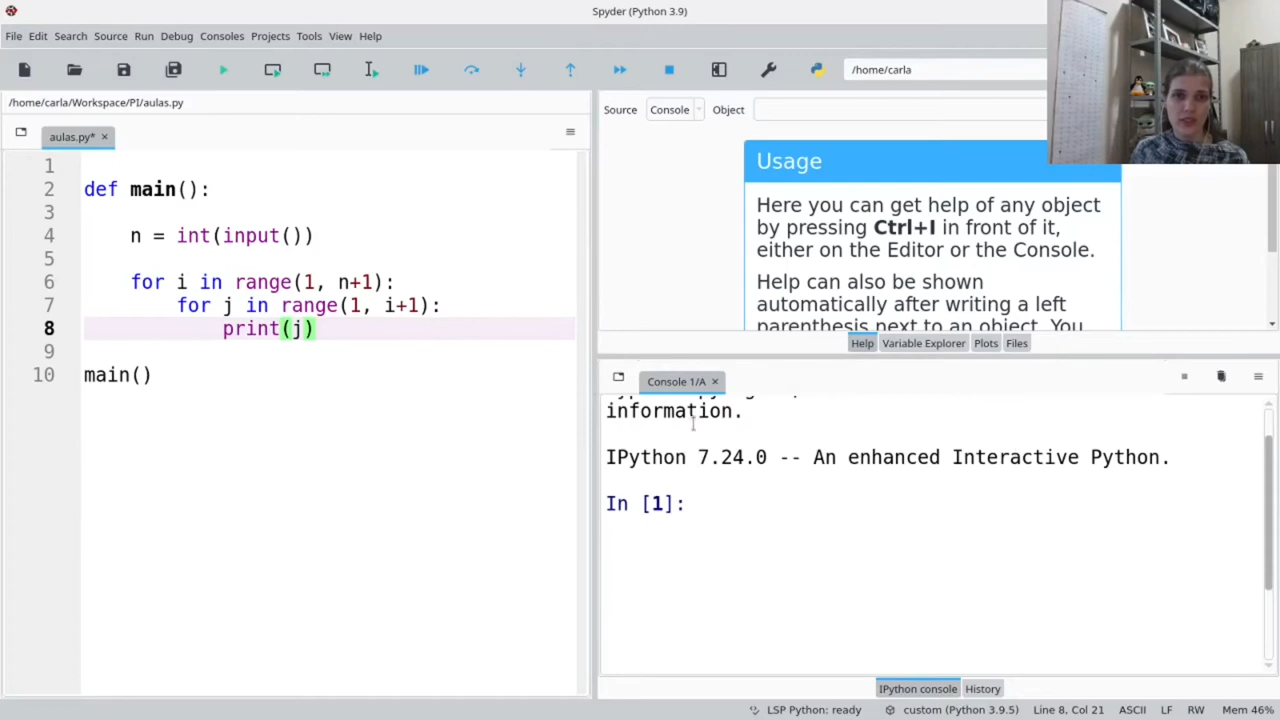 Spyder (Python 3.9)
File Edit Search Source Run Debug Consoles Projects Tools View Help
/home/carla
/home/carla/Workspace/PI/aulas.py
Source Console Object
aulas.py*
1
2 def main():
3
4 n = int(input())
5
6 for i in range(1, n+1):
7 for j in range(1, i+1):
8 print(j)
9
10 main()
Usage
Here you can get help of any object
by pressing Ctrl+I in front of it,
either on the Editor or the Console.
Help can also be shown
automatically after writing a left
parenthesis next to an object. You
Help Variable Explorer Plots Files
Console 1/A
information.
IPython 7.24.0 -- An enhanced Interactive Python.
In [1]:
IPython console History
LSP Python: ready custom (Python 3.9.5) Line 8, Col 21 ASCII LF RW Mem 46%